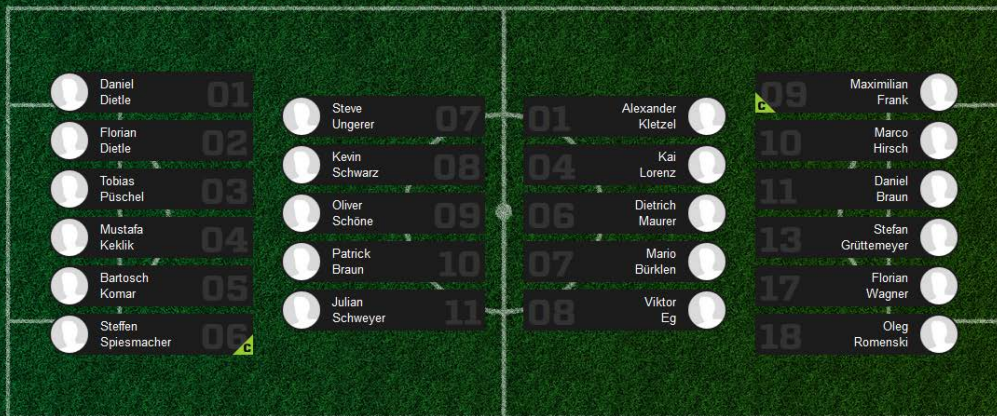 Daniel
Dietle
01
Florian
Dietle
02
Tobias
Püschel
03
Mustafa
Keklik
04
Bartosch
Komar
05
Steffen
Spiesmacher
06
C
Steve
Ungerer
07
Kevin
Schwarz
08
Oliver
Schöne
09
Patrick
Braun
10
Julian
Schweyer
11
01
Alexander
Kletzel
04
Kai
Lorenz
06
Dietrich
Maurer
07
Mario
Bürklen
08
Viktor
Eg
09
C
Maximilian
Frank
10
Marco
Hirsch
11
Daniel
Braun
13
Stefan
Grüttemeyer
17
Florian
Wagner
18
Oleg
Romenski